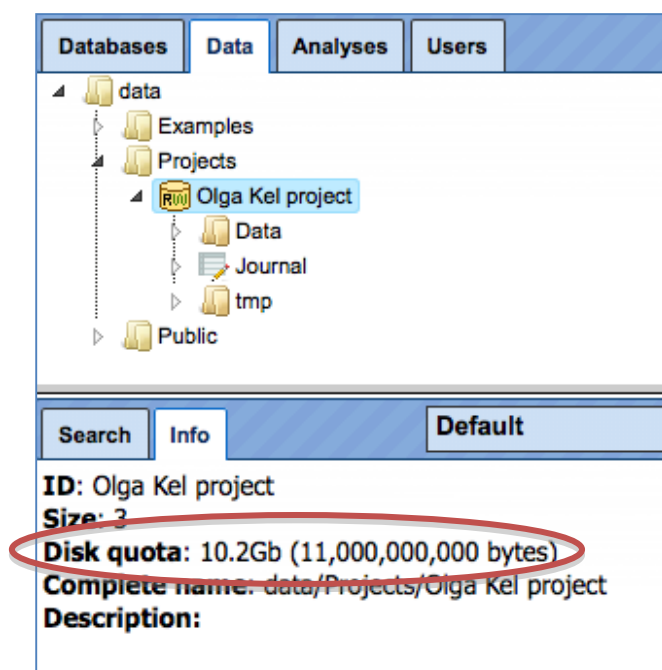 Databases Data Analyses Users
data
Examples
Projects
RW Olga Kel project
Data
Journal
tmp
Public
Search Info Default
ID: Olga Kel project
Size: 3
Disk quota: 10.2Gb (11,000,000,000 bytes)
Complete name: data/Projects/Olga Kel project
Description: